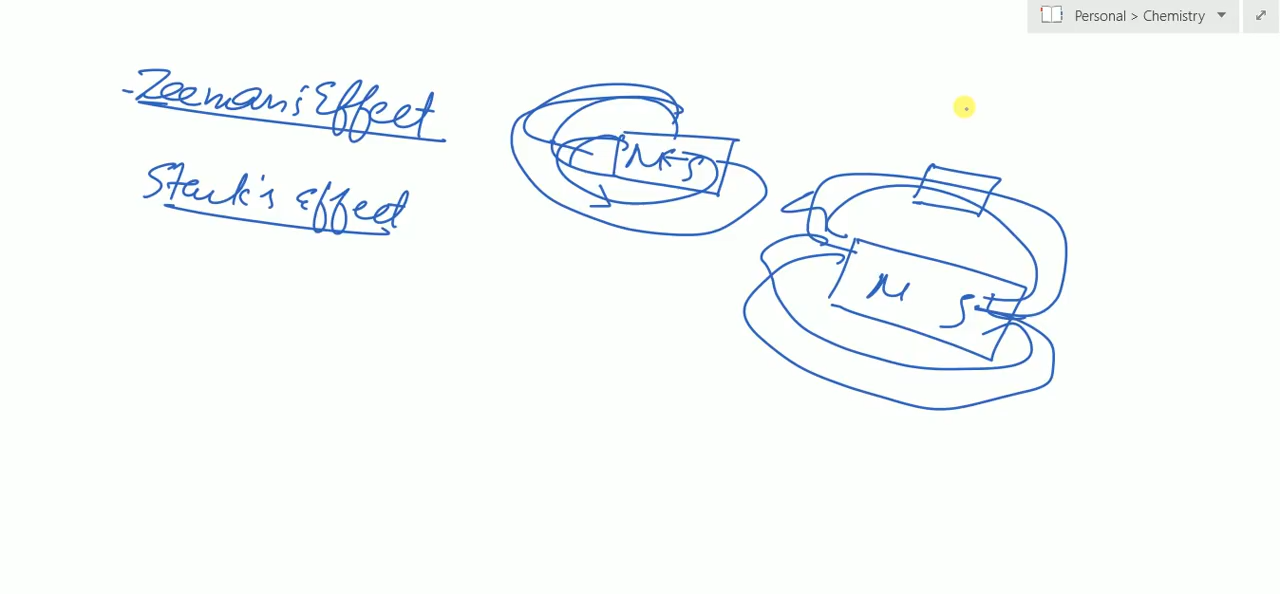 Personal > Chemistry
-Zeeman's Effect
Stark's Effect
N S
N S